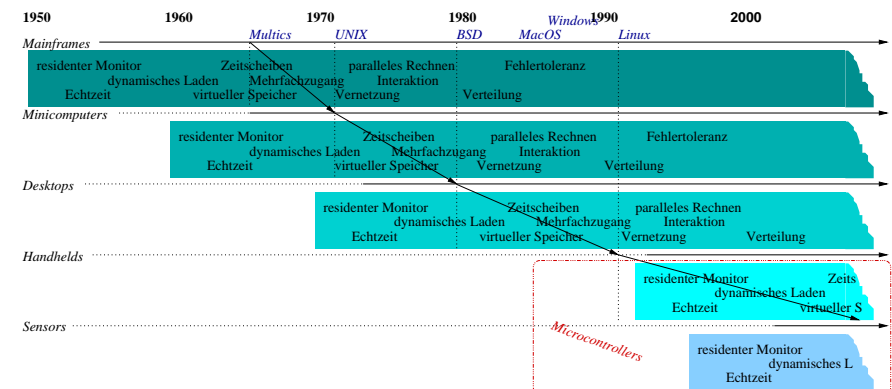 1950 1960 1970 1980 1990 2000
Windows
Multics UNIX BSD MacOS Linux
Mainframes
residenter Monitor Zeitscheiben paralleles Rechnen Fehlertoleranz
dynamisches Laden Mehrfachzugang Interaktion
Echtzeit virtueller Speicher Vernetzung Verteilung
Minicomputers
residenter Monitor Zeitscheiben paralleles Rechnen Fehlertoleranz
dynamisches Laden Mehrfachzugang Interaktion
Echtzeit virtueller Speicher Vernetzung Verteilung
Desktops
residenter Monitor Zeitscheiben paralleles Rechnen
dynamisches Laden Mehrfachzugang Interaktion
Echtzeit virtueller Speicher Vernetzung Verteilung
Handhelds
residenter Monitor Zeits
dynamisches Laden
Echtzeit virtueller S
Sensors
Microcontrollers
residenter Monitor
dynamisches L
Echtzeit